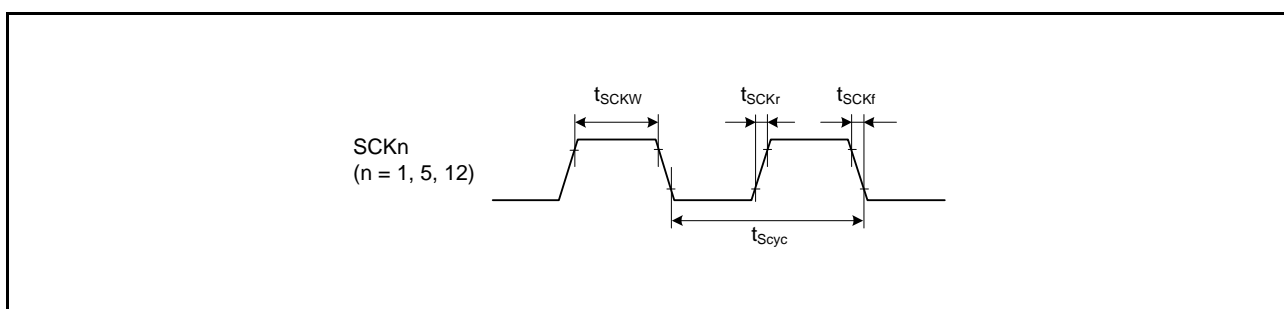 tSCKW
tSCKr
tSCKf
SCKn
(n = 1, 5, 12)
tScyc